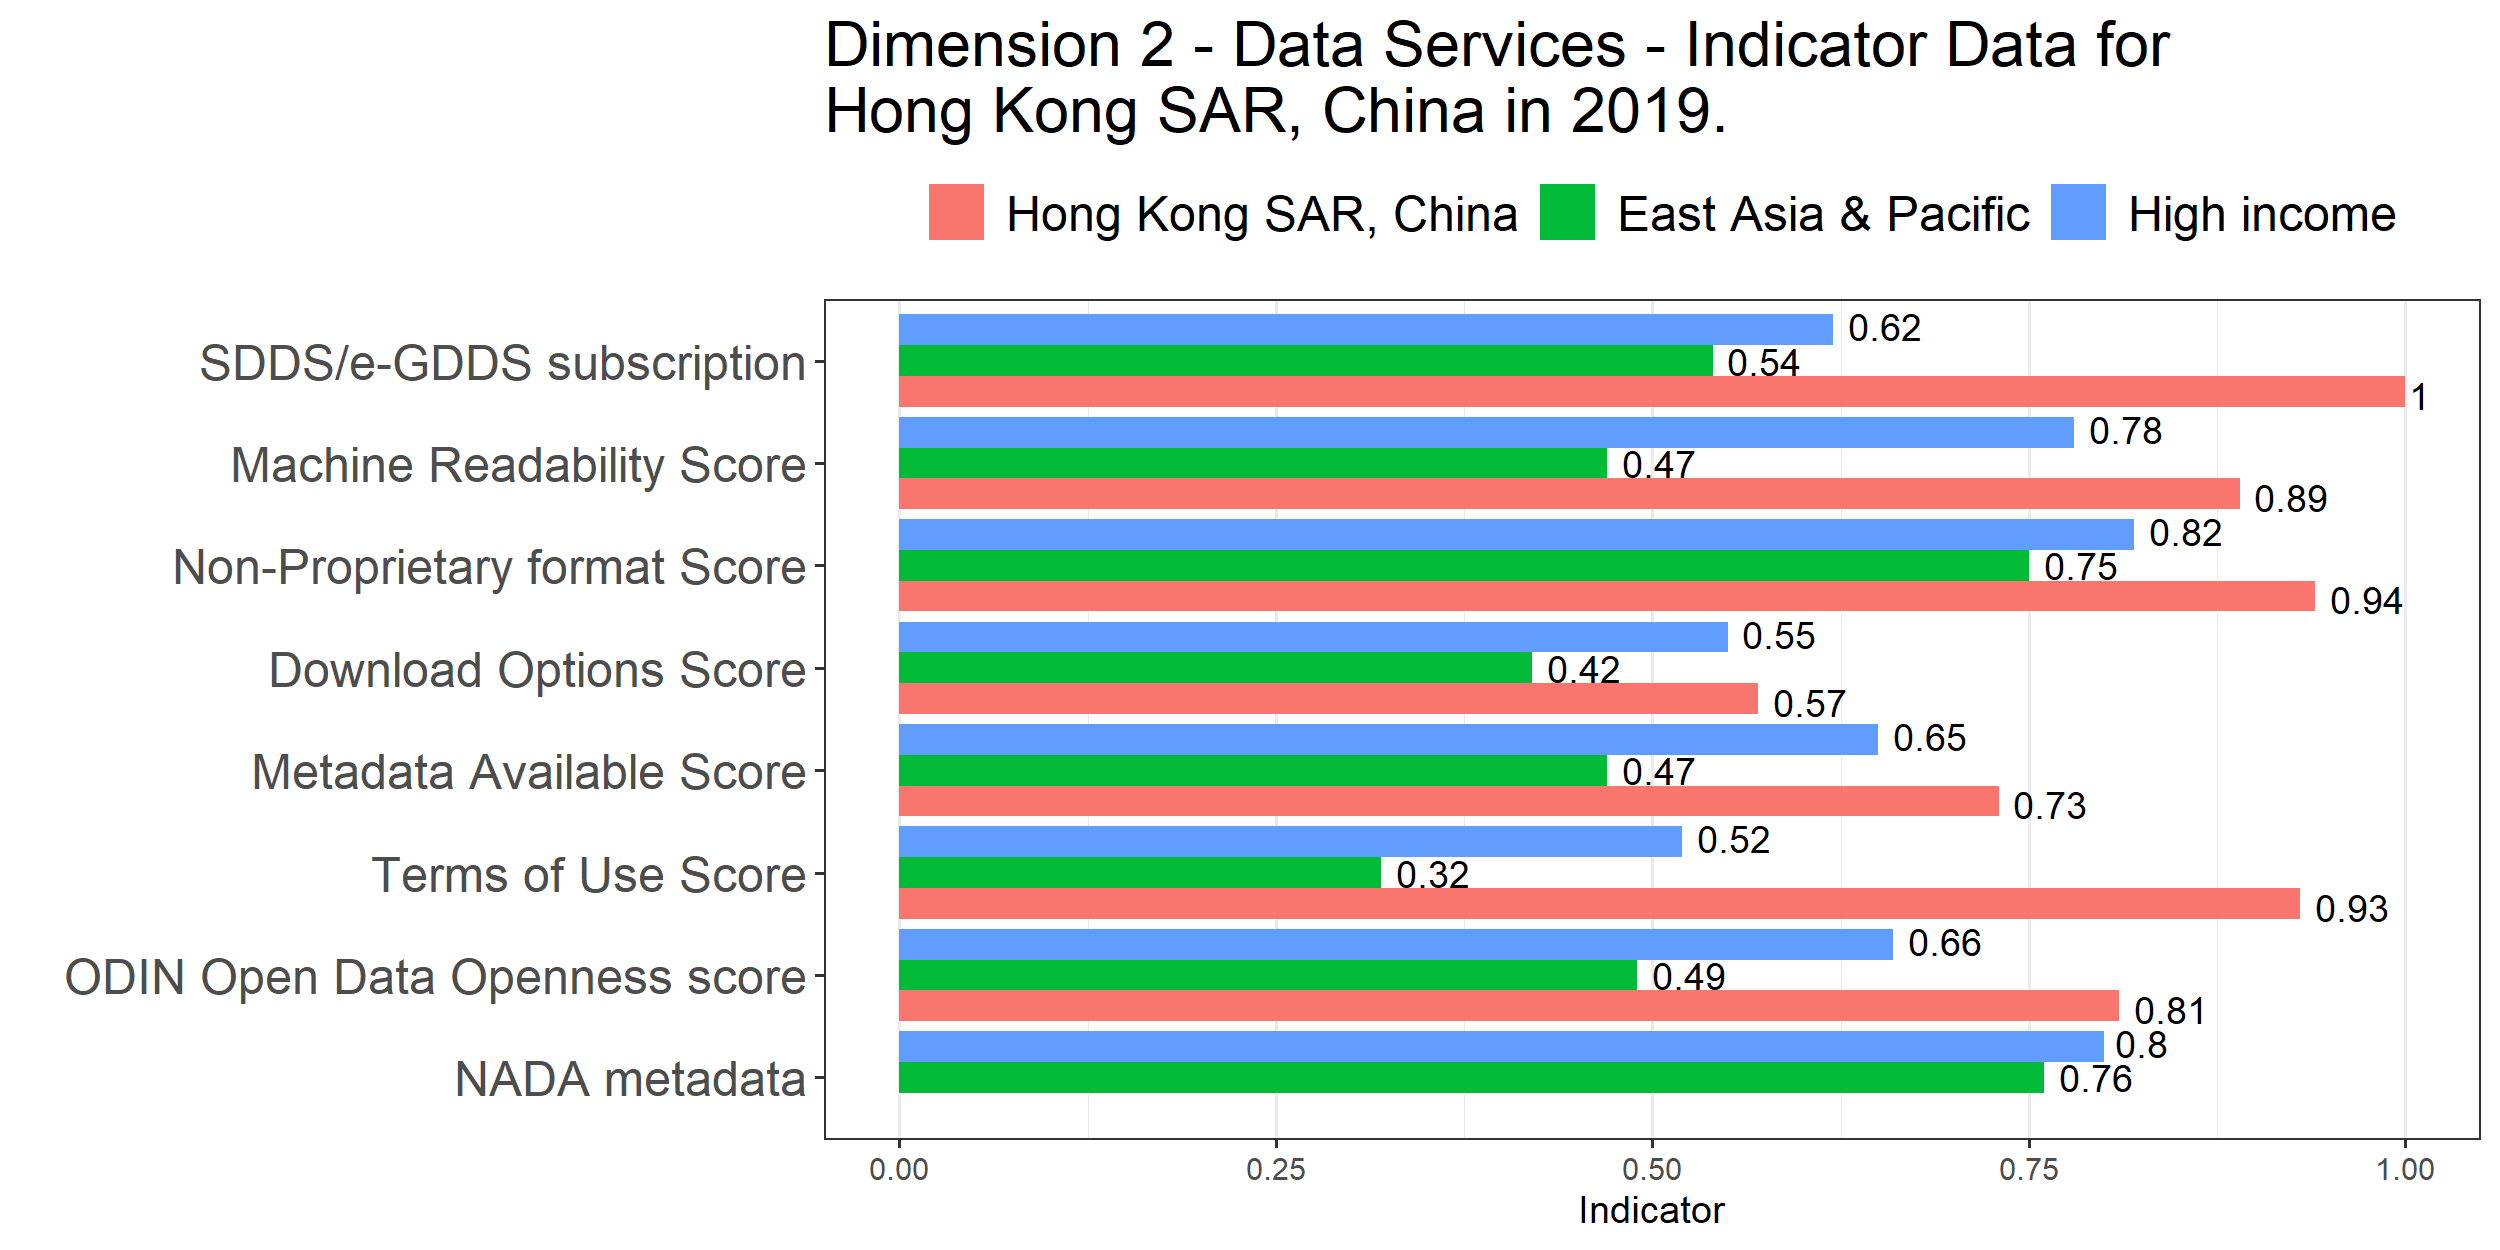 Dimension 2 - Data Services - Indicator Data for
Hong Kong SAR, China in 2019.
Hong Kong SAR, China East Asia & Pacific High income
SDDS/e-GDDS subscription
0.62
0.54
1
Machine Readability Score
0.78
0.47
0.89
Non-Proprietary format Score
0.82
0.75
0.94
Download Options Score
0.55
0.42
0.57
Metadata Available Score
0.65
0.47
0.73
Terms of Use Score
0.52
0.32
0.93
ODIN Open Data Openness score
0.66
0.49
0.81
NADA metadata
0.8
0.76
0.00 0.25 0.50 0.75 1.00
Indicator